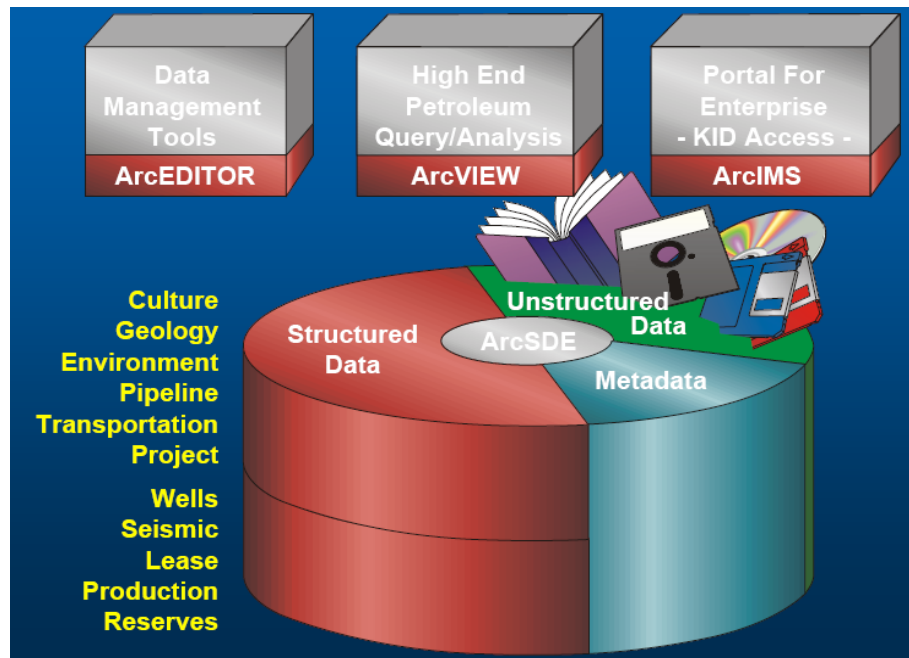 Data
Management
Tools
ArcEDITOR
High End
Petroleum
Query/Analysis
ArcVIEW
Portal For
Enterprise
- KID Access -
ArcIMS
Unstructured
Data
Structured
Data
ArcSDE
Metadata
Culture
Geology
Environment
Pipeline
Transportation
Project
Wells
Seismic
Lease
Production
Reserves